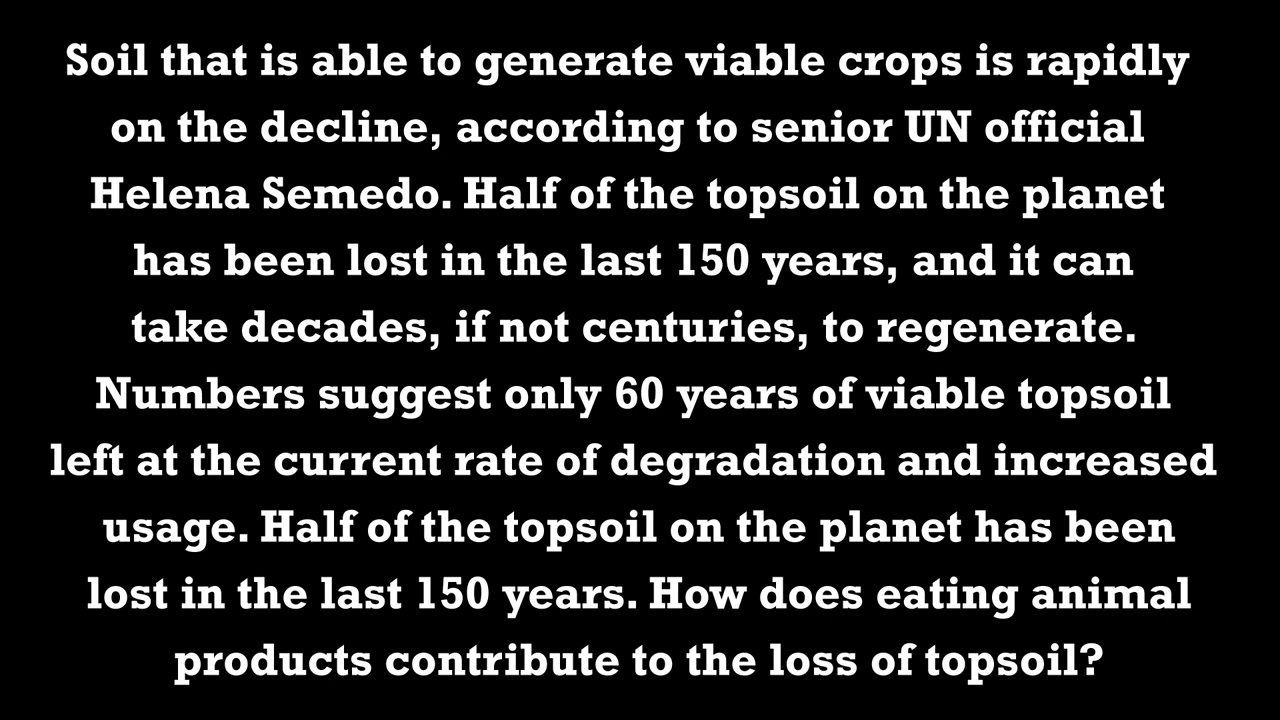 Soil that is able to generate viable crops is rapidly
on the decline, according to senior UN official
Helena Semedo. Half of the topsoil on the planet
has been lost in the last 150 years, and it can
take decades, if not centuries, to regenerate.
Numbers suggest only 60 years of viable topsoil
left at the current rate of degradation and increased
usage. Half of the topsoil on the planet has been
lost in the last 150 years. How does eating animal
products contribute to the loss of topsoil?